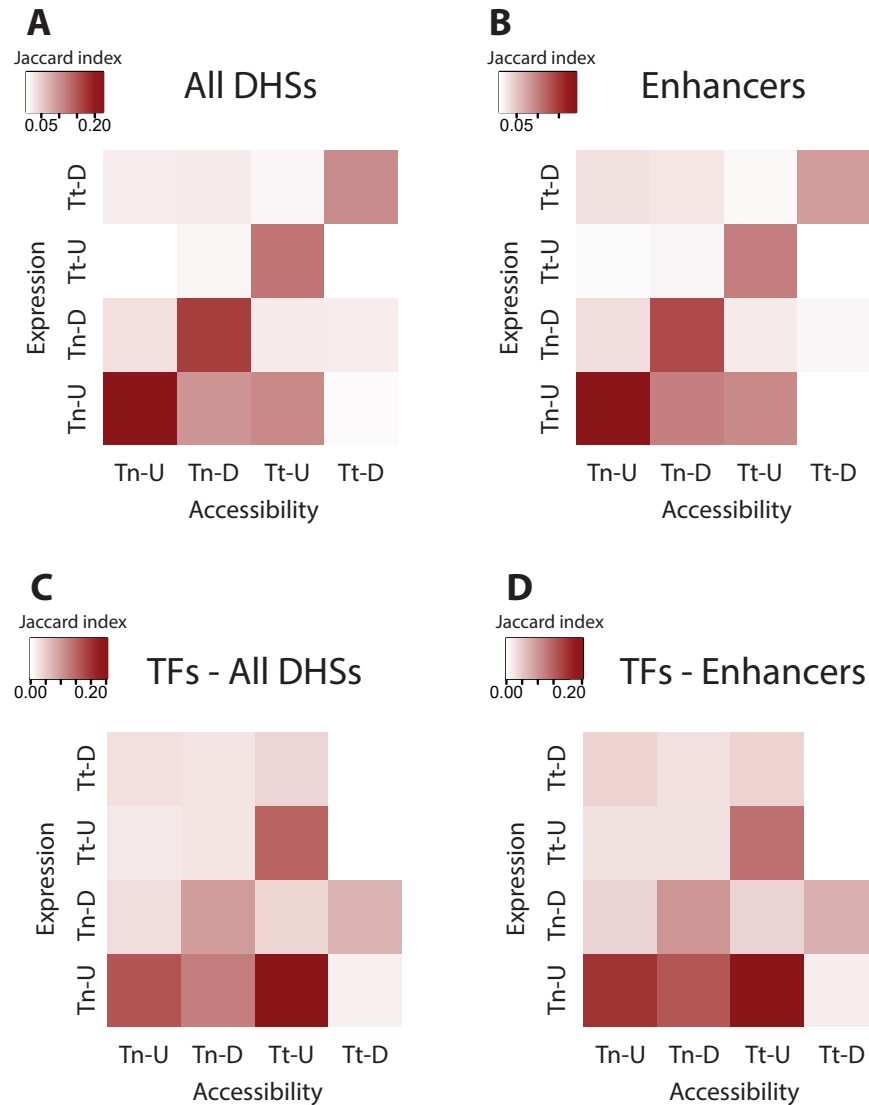 A
Jaccard index
0.05 0.20
All DHSs
Expression
Tt-D
Tt-U
Tn-D
Tn-U
Tn-U Tn-D Tt-U Tt-D
Accessibility
B
Jaccard index
0.05
Enhancers
Expression
Tt-D
Tt-U
Tn-D
Tn-U
Tn-U Tn-D Tt-U Tt-D
Accessibility
C
Jaccard index
0.00 0.20
TFs - All DHSs
Expression
Tt-D
Tt-U
Tn-D
Tn-U
Tn-U Tn-D Tt-U Tt-D
Accessibility
D
Jaccard index
0.00 0.20
TFs - Enhancers
Expression
Tt-D
Tt-U
Tn-D
Tn-U
Tn-U Tn-D Tt-U Tt-D
Accessibility